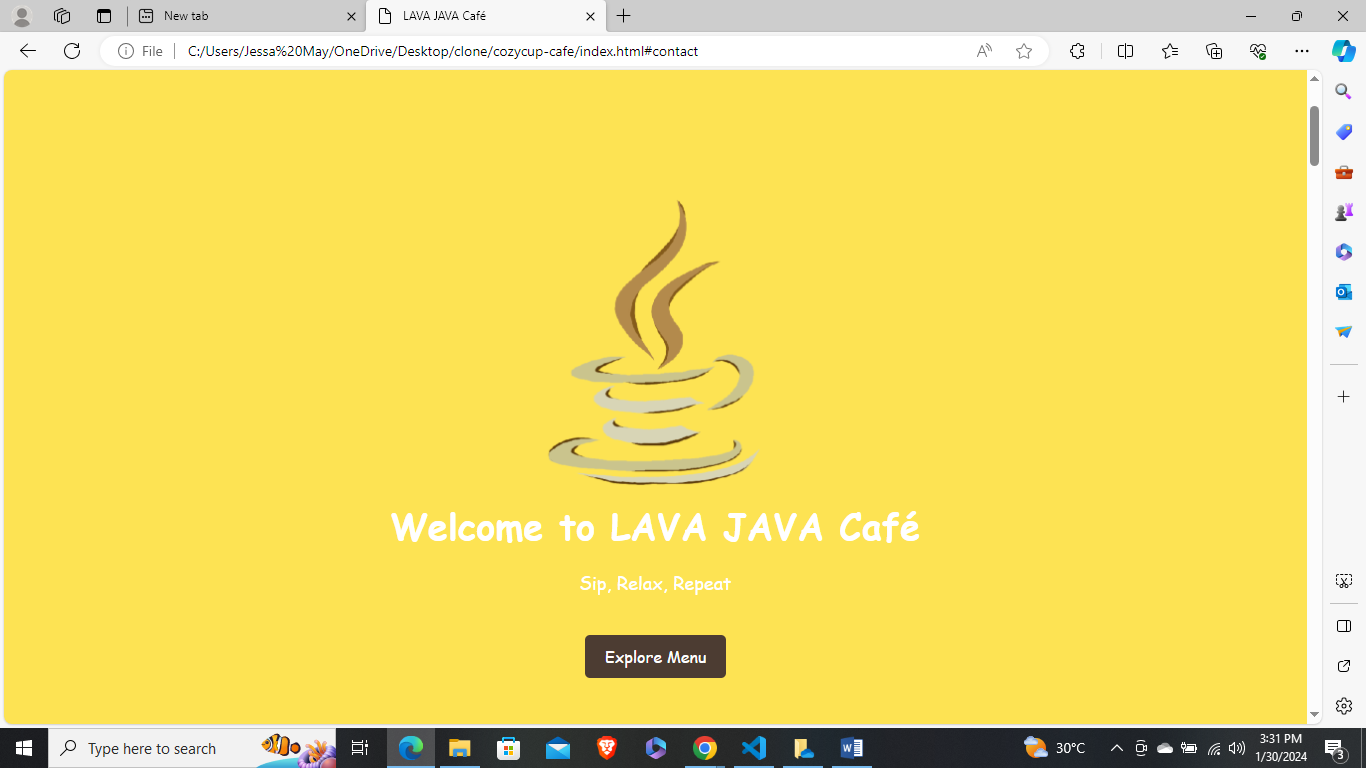 New tab
LAVA JAVA Café
File
C:/Users/Jessa%20May/OneDrive/Desktop/clone/cozycup-cafe/index.html#contact
Welcome to LAVA JAVA Café
Sip, Relax, Repeat
Explore Menu
Type here to search
30°C
3:31 PM
1/30/2024
3